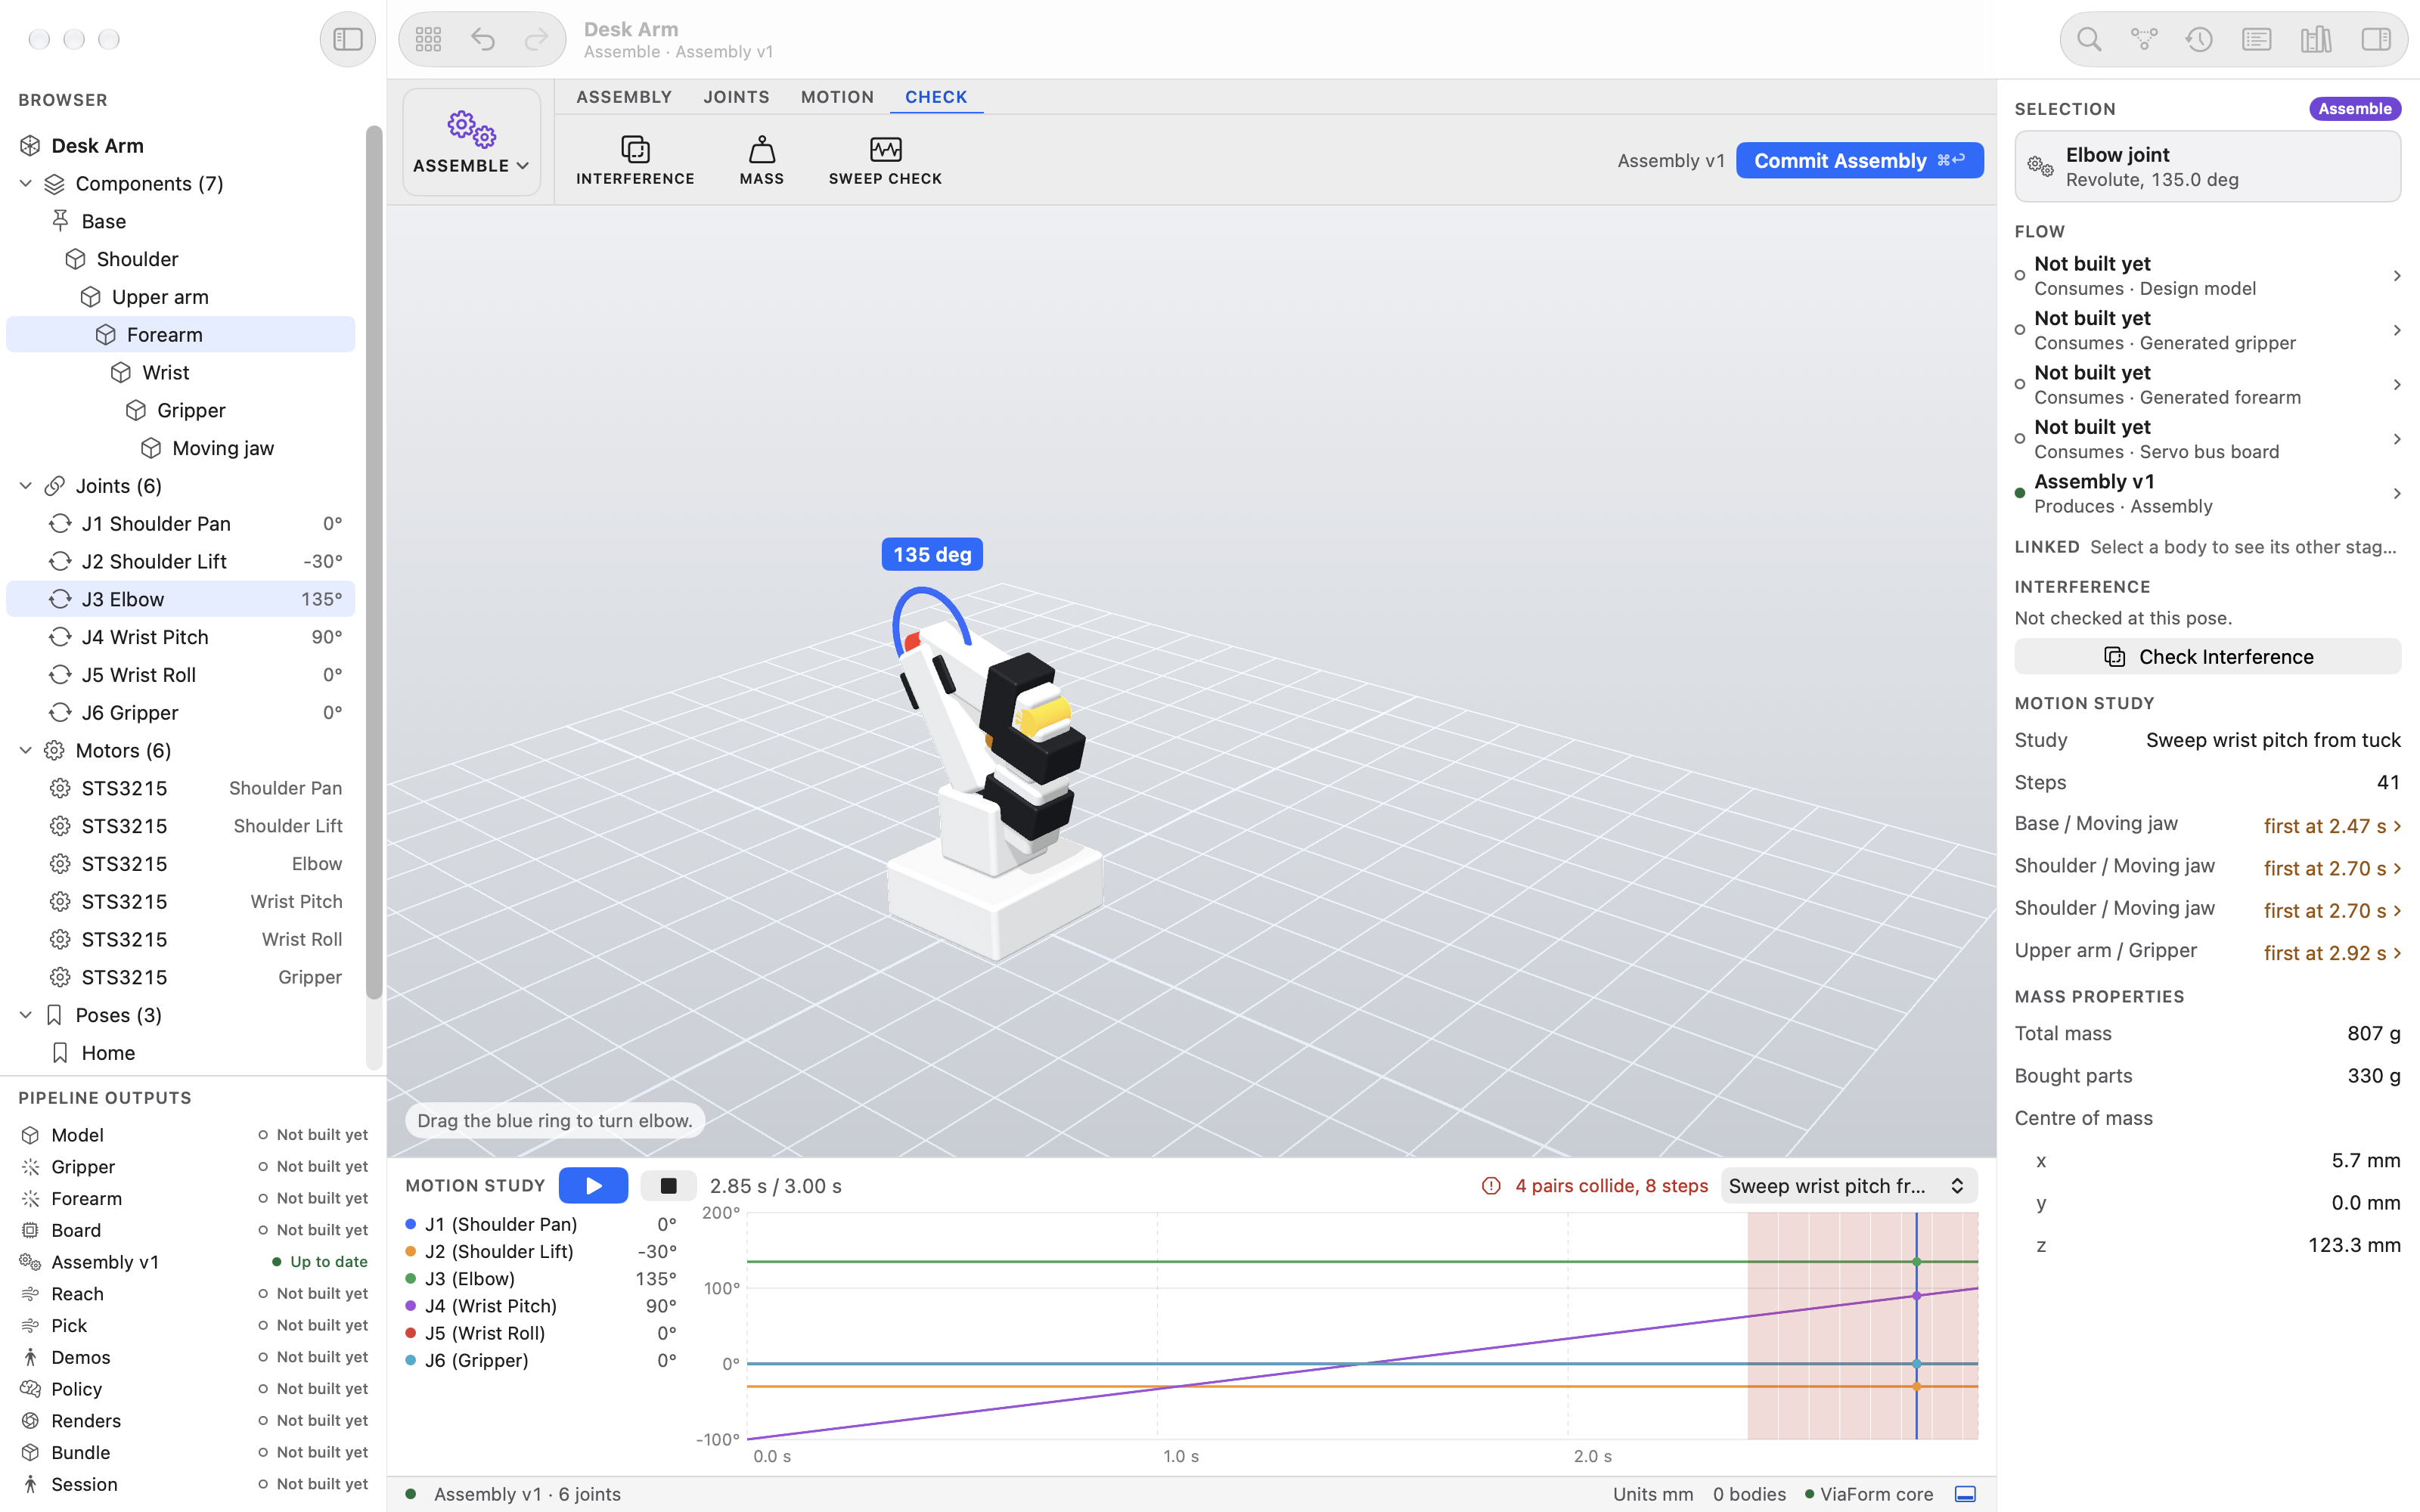 Desk Arm
Assemble · Assembly v1
BROWSER
Desk Arm
Components (7)
Base
Shoulder
Upper arm
Forearm
Wrist
Gripper
Moving jaw
Joints (6)
J1 Shoulder Pan 0°
J2 Shoulder Lift -30°
J3 Elbow 135°
J4 Wrist Pitch 90°
J5 Wrist Roll 0°
J6 Gripper 0°
Motors (6)
STS3215 Shoulder Pan
STS3215 Shoulder Lift
STS3215 Elbow
STS3215 Wrist Pitch
STS3215 Wrist Roll
STS3215 Gripper
Poses (3)
Home
PIPELINE OUTPUTS
Model Not built yet
Gripper Not built yet
Forearm Not built yet
Board Not built yet
Assembly v1 Up to date
Reach Not built yet
Pick Not built yet
Demos Not built yet
Policy Not built yet
Renders Not built yet
Bundle Not built yet
Session Not built yet
ASSEMBLE
ASSEMBLY JOINTS MOTION CHECK
INTERFERENCE MASS SWEEP CHECK
Assembly v1 Commit Assembly ⌘↩
135 deg
Drag the blue ring to turn elbow.
MOTION STUDY 2.85 s / 3.00 s
4 pairs collide, 8 steps Sweep wrist pitch fr...
J1 (Shoulder Pan) 0°
J2 (Shoulder Lift) -30°
J3 (Elbow) 135°
J4 (Wrist Pitch) 90°
J5 (Wrist Roll) 0°
J6 (Gripper) 0°
200°
100°
0°
-100°
0.0 s 1.0 s 2.0 s
Assembly v1 · 6 joints
Units mm 0 bodies ViaForm core
SELECTION Assemble
Elbow joint
Revolute, 135.0 deg
FLOW
Not built yet
Consumes · Design model
Not built yet
Consumes · Generated gripper
Not built yet
Consumes · Generated forearm
Not built yet
Consumes · Servo bus board
Assembly v1
Produces · Assembly
LINKED Select a body to see its other stag...
INTERFERENCE
Not checked at this pose.
Check Interference
MOTION STUDY
Study Sweep wrist pitch from tuck
Steps 41
Base / Moving jaw first at 2.47 s
Shoulder / Moving jaw first at 2.70 s
Shoulder / Moving jaw first at 2.70 s
Upper arm / Gripper first at 2.92 s
MASS PROPERTIES
Total mass 807 g
Bought parts 330 g
Centre of mass
x 5.7 mm
y 0.0 mm
z 123.3 mm